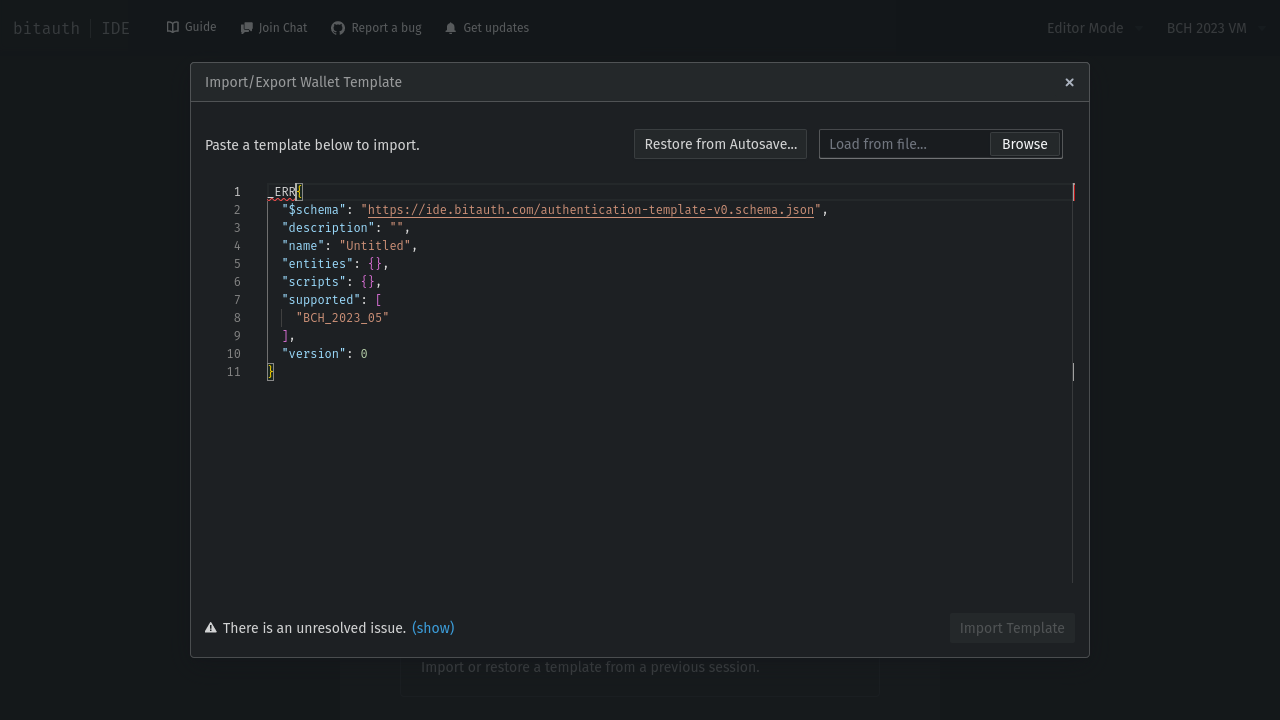 bitauth | IDE
Guide
Join Chat
Report a bug
Get updates
Editor Mode
BCH 2023 VM
Import/Export Wallet Template
Paste a template below to import.
Restore from Autosave...
Load from file...
Browse
1 _ERR{
2 "$schema": "https://ide.bitauth.com/authentication-template-v0.schema.json",
3 "description": "",
4 "name": "Untitled",
5 "entities": {},
6 "scripts": {},
7 "supported": [
8 "BCH_2023_05"
9 ],
10 "version": 0
11 }
There is an unresolved issue. (show)
Import Template
Import or restore a template from a previous session.